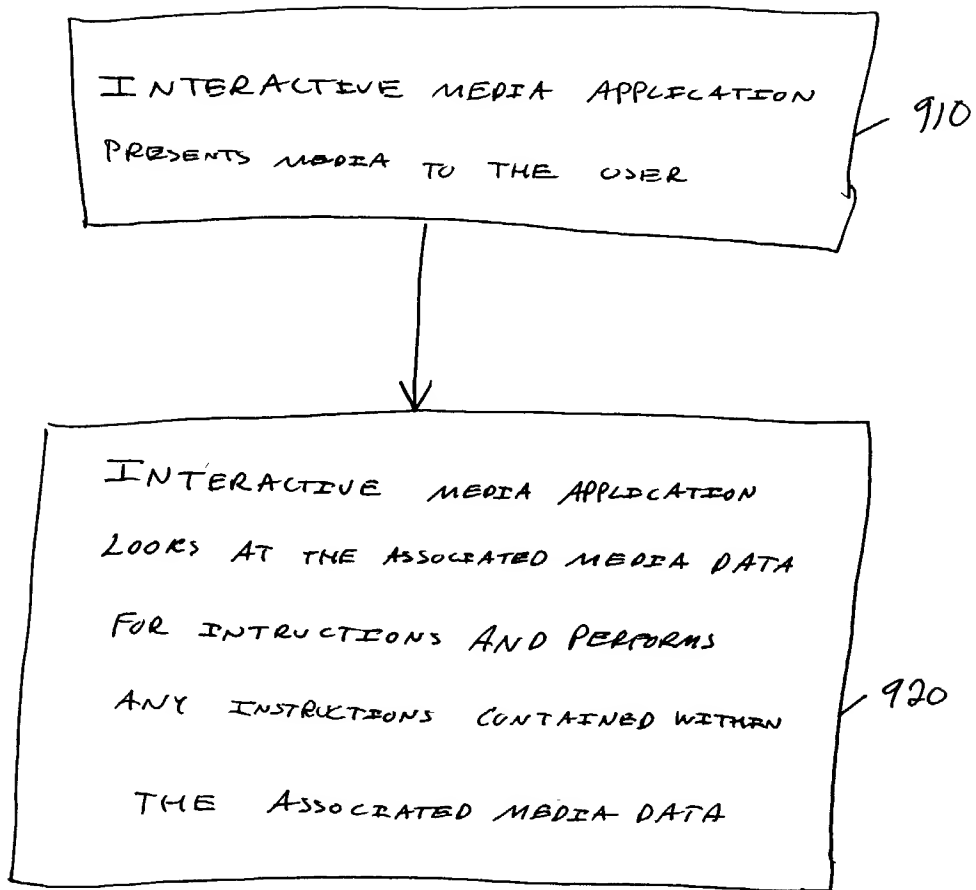 INTERACTIVE MEDIA APPLICATION
PRESENTS MEDIA TO THE USER
910
INTERACTIVE MEDIA APPLICATION
LOOKS AT THE ASSOCIATED MEDIA DATA
FOR INTRUCTIONS AND PERFORMS
ANY INSTRUCTIONS CONTAINED WITHIN
THE ASSOCIATED MEDIA DATA
920